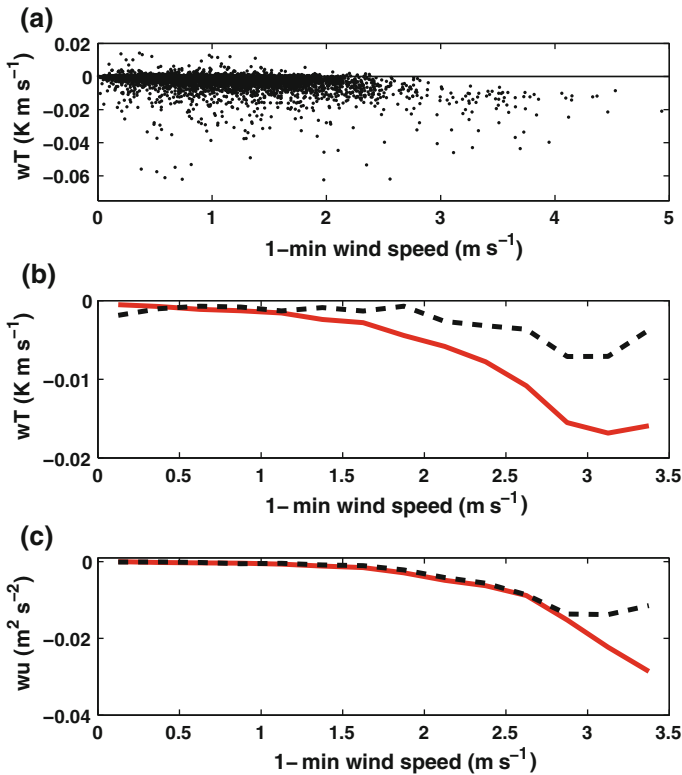 (a)
0.02
0
−0.02
−0.04
−0.06
wT (K m s⁻¹)
0 1 2 3 4 5
1−min wind speed (m s⁻¹)
(b)
0
−0.01
−0.02
wT (K m s⁻¹)
0 0.5 1 1.5 2 2.5 3 3.5
1−min wind speed (m s⁻¹)
(c)
0
−0.02
−0.04
wu (m² s⁻²)
0 0.5 1 1.5 2 2.5 3 3.5
1−min wind speed (m s⁻¹)